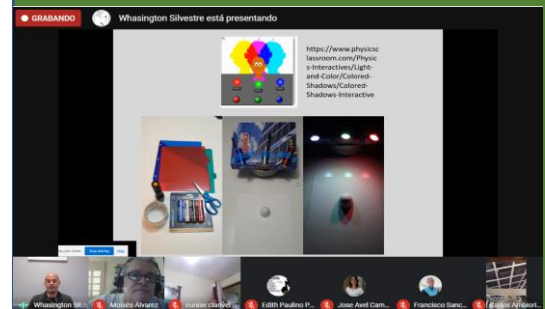 GRABANDO
Whasington Silvestre está presentando
https://www.physicsc
lassroom.com/Physic
s-Interactives/Light-
and-Color/Colored-
Shadows/Colored-
Shadows-Interactive
Whasington Sil...
Moisés Álvarez
eunise clarivel
Edith Paulino P...
Jose Avel Cam...
Francisco Sanc...
Carlos Ambiori...